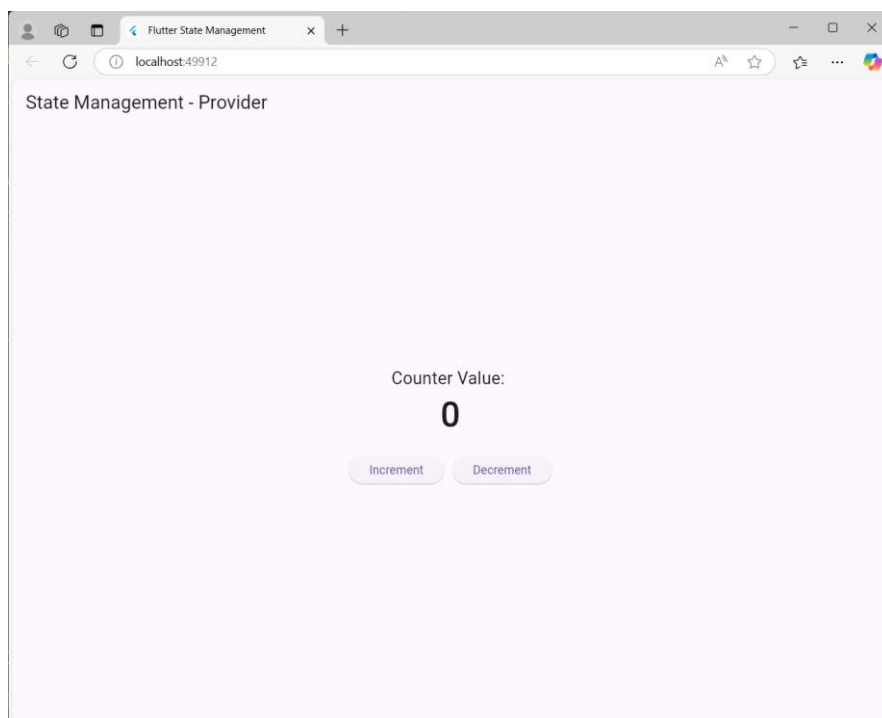 Flutter State Management
localhost:49912
State Management - Provider
Counter Value:
0
Increment Decrement